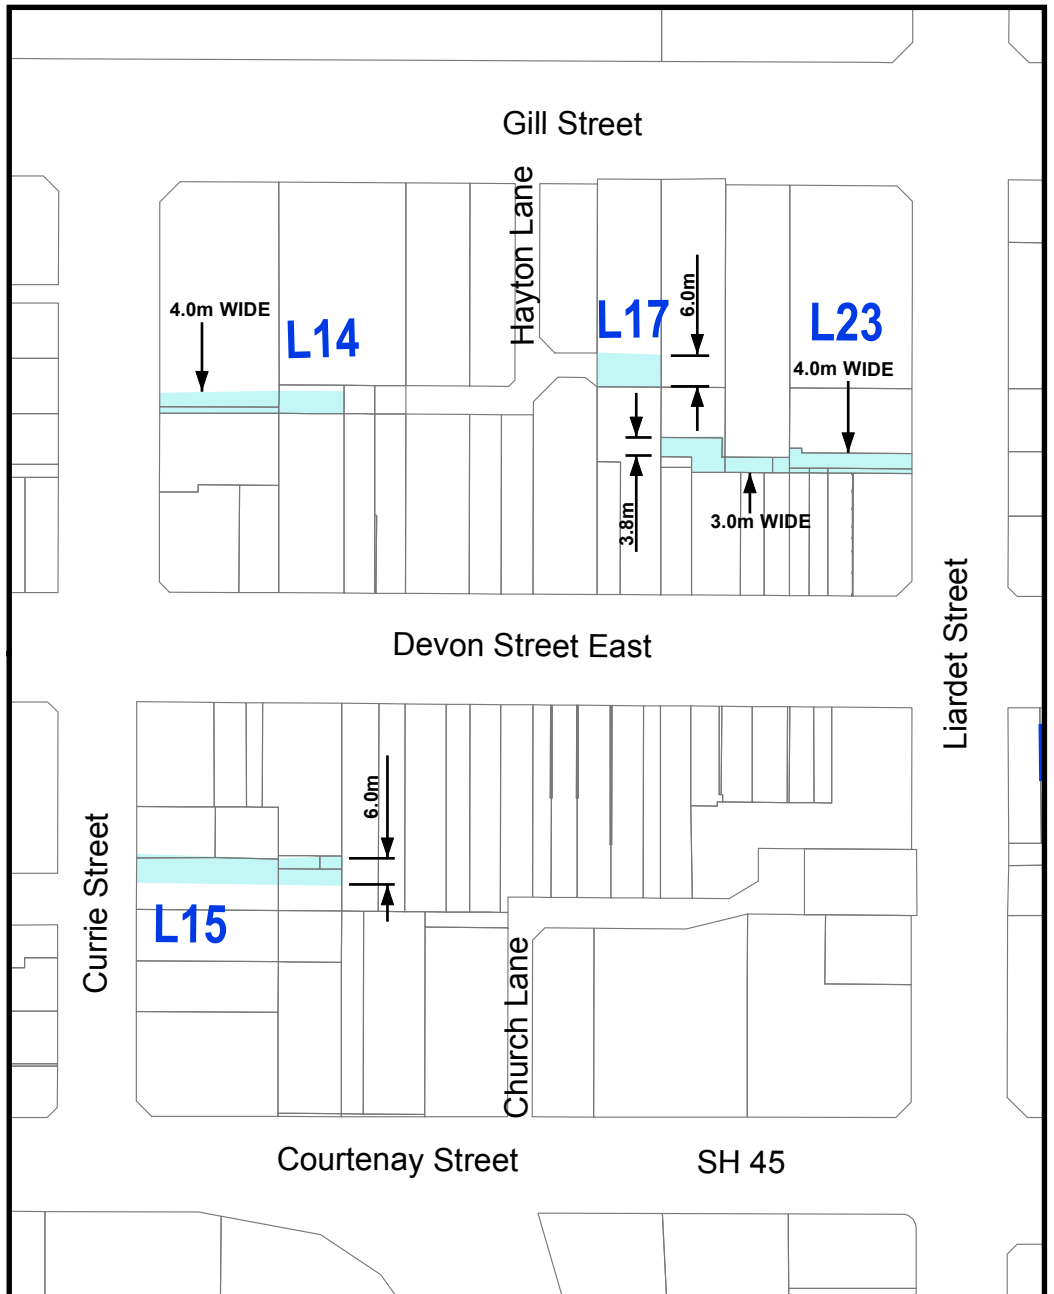 Gill Street
Hayton Lane
4.0m WIDE
L14
L17
6.0m
L23
4.0m WIDE
3.8m
3.0m WIDE
Devon Street East
Liardet Street
6.0m
Currie Street
L15
Church Lane
Courtenay Street
SH 45